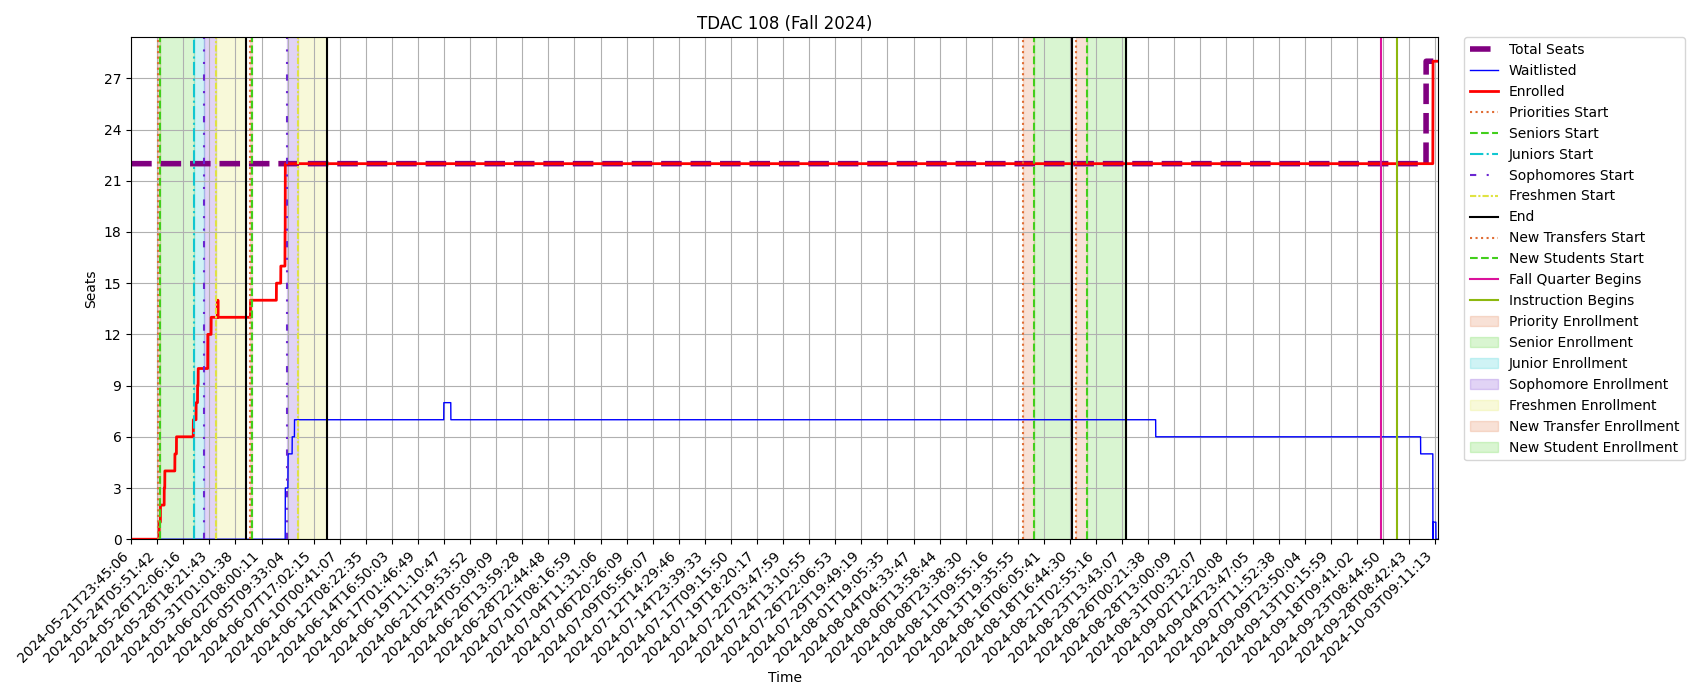 TDAC 108 (Fall 2024)
Seats
27
24
21
18
15
12
9
6
3
0
2024-05-21T23:45:06
2024-05-24T05:51:42
2024-05-26T12:06:16
2024-05-28T18:21:43
2024-05-31T01:01:38
2024-06-02T08:00:11
2024-06-05T09:33:04
2024-06-07T17:02:15
2024-06-10T00:41:07
2024-06-12T08:22:35
2024-06-14T16:50:03
2024-06-17T01:46:49
2024-06-19T11:10:47
2024-06-21T19:53:52
2024-06-24T05:09:09
2024-06-26T13:59:28
2024-06-28T22:44:48
2024-07-01T08:16:59
2024-07-04T11:31:06
2024-07-06T20:26:09
2024-07-09T05:56:07
2024-07-12T14:29:46
2024-07-14T23:39:33
2024-07-17T09:15:50
2024-07-19T18:20:17
2024-07-22T03:47:59
2024-07-24T13:10:55
2024-07-26T22:06:53
2024-07-29T19:49:19
2024-08-01T19:05:35
2024-08-04T04:33:47
2024-08-06T13:58:44
2024-08-08T23:38:30
2024-08-11T09:55:16
2024-08-13T19:35:55
2024-08-16T06:05:41
2024-08-18T16:44:30
2024-08-21T02:55:16
2024-08-23T13:43:07
2024-08-26T00:21:38
2024-08-28T13:00:09
2024-08-31T00:32:07
2024-09-02T12:20:08
2024-09-04T23:47:05
2024-09-07T11:52:38
2024-09-09T23:50:04
2024-09-13T10:15:59
2024-09-18T09:41:02
2024-09-23T08:44:50
2024-09-28T08:42:43
2024-10-03T09:11:13
Time
Total Seats
Waitlisted
Enrolled
Priorities Start
Seniors Start
Juniors Start
Sophomores Start
Freshmen Start
End
New Transfers Start
New Students Start
Fall Quarter Begins
Instruction Begins
Priority Enrollment
Senior Enrollment
Junior Enrollment
Sophomore Enrollment
Freshmen Enrollment
New Transfer Enrollment
New Student Enrollment